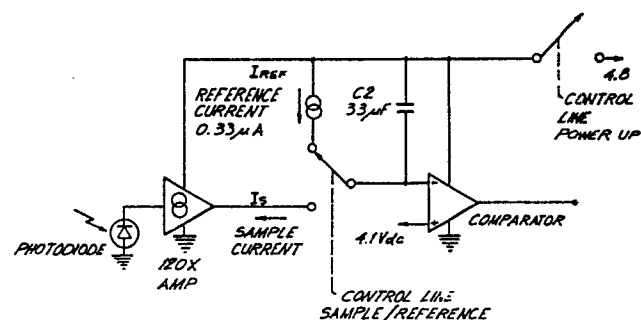 IREF
REFERENCE
CURRENT
0.33µA
C2
33µF
4.8
CONTROL
LINE
POWER UP
IS
SAMPLE
CURRENT
PHOTODIODE
120X
AMP
4.1Vdc
-
+
COMPARATOR
CONTROL LINE
SAMPLE/REFERENCE